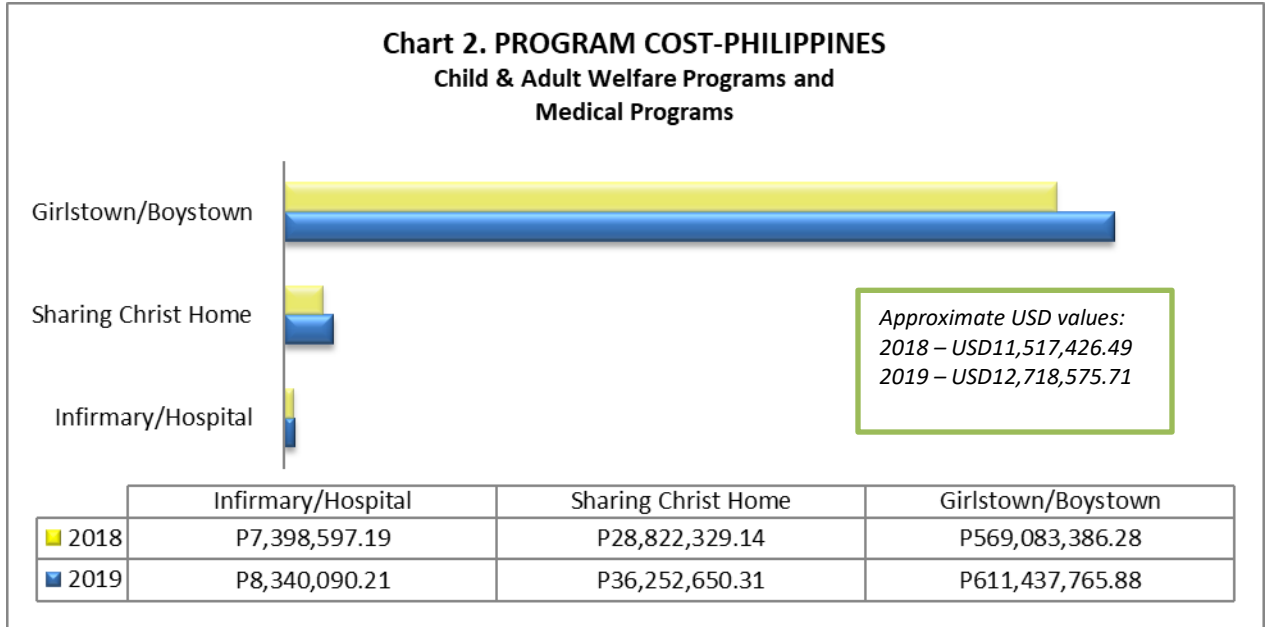 Chart 2. PROGRAM COST-PHILIPPINES
Child & Adult Welfare Programs and
Medical Programs
Girlstown/Boystown
Sharing Christ Home
Infirmary/Hospital
Approximate USD values:
2018 – USD11,517,426.49
2019 – USD12,718,575.71
Infirmary/Hospital Sharing Christ Home Girlstown/Boystown
2018 P7,398,597.19 P28,822,329.14 P569,083,386.28
2019 P8,340,090.21 P36,252,650.31 P611,437,765.88